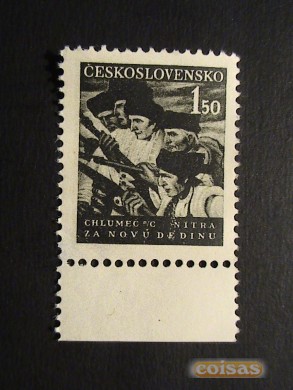 ČESKOSLOVENSKO
1 50
CHLUMEC C NITRA
ZA NOVÚ DEDINU
coisas